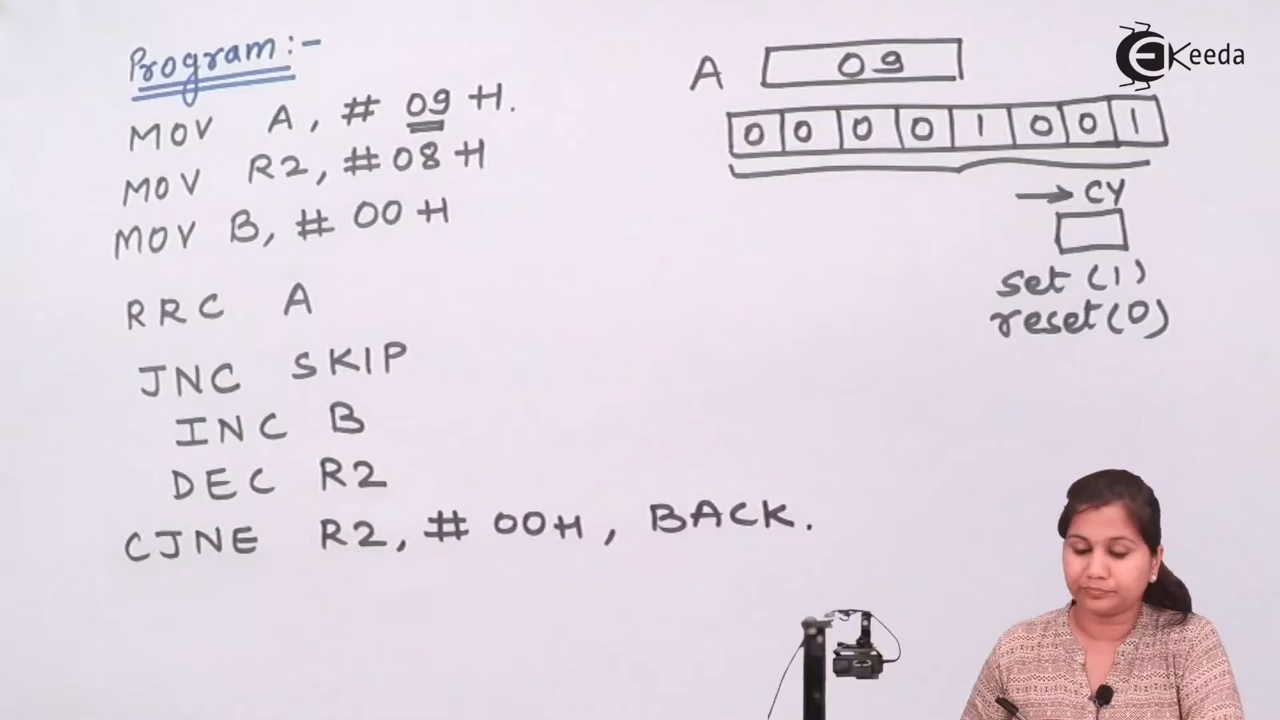 Program:-
MOV A, # 09 H.
MOV R2, # 08 H
MOV B, # 00 H
RRC A
JNC SKIP
INC B
DEC R2
CJNE R2, # 00H, BACK.
A 09
0 0 0 0 1 0 0 1
→ CY
set (1)
reset (0)
EKeeda